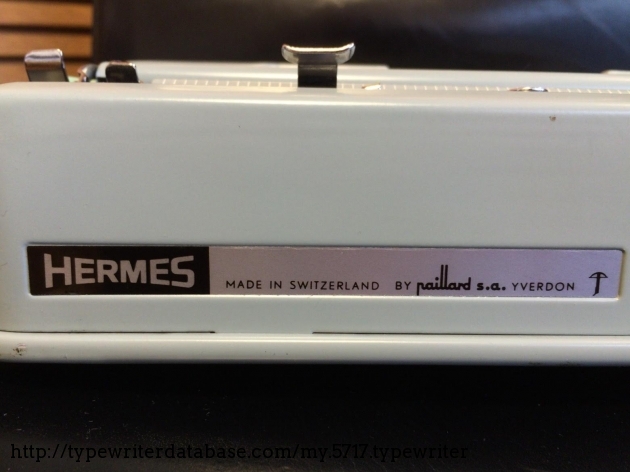 HERMES MADE IN SWITZERLAND BY paillard s.a. YVERDON
http://typewriterdatabase.com/my.5717.typewriter